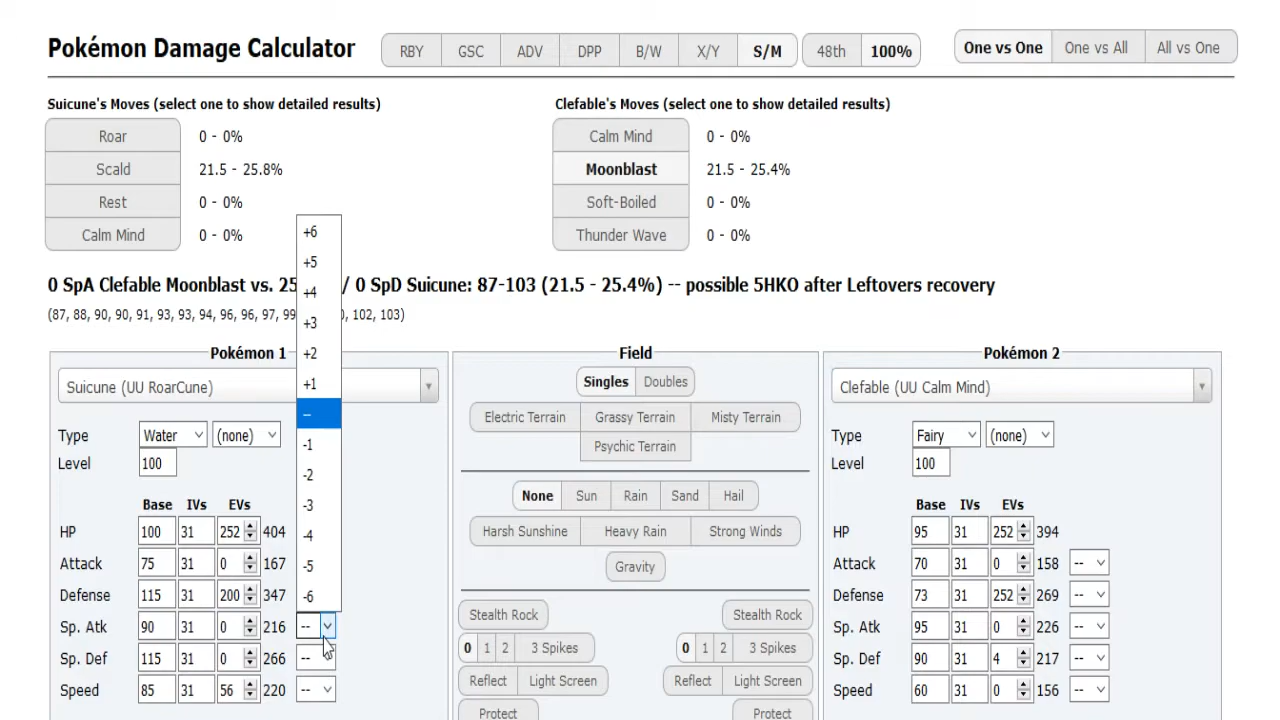 Pokémon Damage Calculator
RBY GSC ADV DPP B/W X/Y S/M 48th 100% One vs One One vs All All vs One
Suicune's Moves (select one to show detailed results)
Roar 0 - 0%
Scald 21.5 - 25.8%
Rest 0 - 0%
Calm Mind 0 - 0%
Clefable's Moves (select one to show detailed results)
Calm Mind 0 - 0%
Moonblast 21.5 - 25.4%
Soft-Boiled 0 - 0%
Thunder Wave 0 - 0%
0 SpA Clefable Moonblast vs. 25 / 0 SpD Suicune: 87-103 (21.5 - 25.4%) -- possible 5HKO after Leftovers recovery
(87, 88, 90, 90, 91, 93, 93, 94, 96, 96, 97, 99 0, 102, 103)
+6
+5
+4
+3
+2
+1
--
-1
-2
-3
-4
-5
-6
Pokémon 1
Suicune (UU RoarCune)
Type Water (none)
Level 100
Base IVs EVs
HP 100 31 252 404
Attack 75 31 0 167
Defense 115 31 200 347
Sp. Atk 90 31 0 216 --
Sp. Def 115 31 0 266 --
Speed 85 31 56 220 --
Field
Singles Doubles
Electric Terrain Grassy Terrain Misty Terrain
Psychic Terrain
None Sun Rain Sand Hail
Harsh Sunshine Heavy Rain Strong Winds
Gravity
Stealth Rock Stealth Rock
0 1 2 3 Spikes 0 1 2 3 Spikes
Reflect Light Screen Reflect Light Screen
Protect Protect
Pokémon 2
Clefable (UU Calm Mind)
Type Fairy (none)
Level 100
Base IVs EVs
HP 95 31 252 394
Attack 70 31 0 158 --
Defense 73 31 252 269 --
Sp. Atk 95 31 0 226 --
Sp. Def 90 31 4 217 --
Speed 60 31 0 156 --